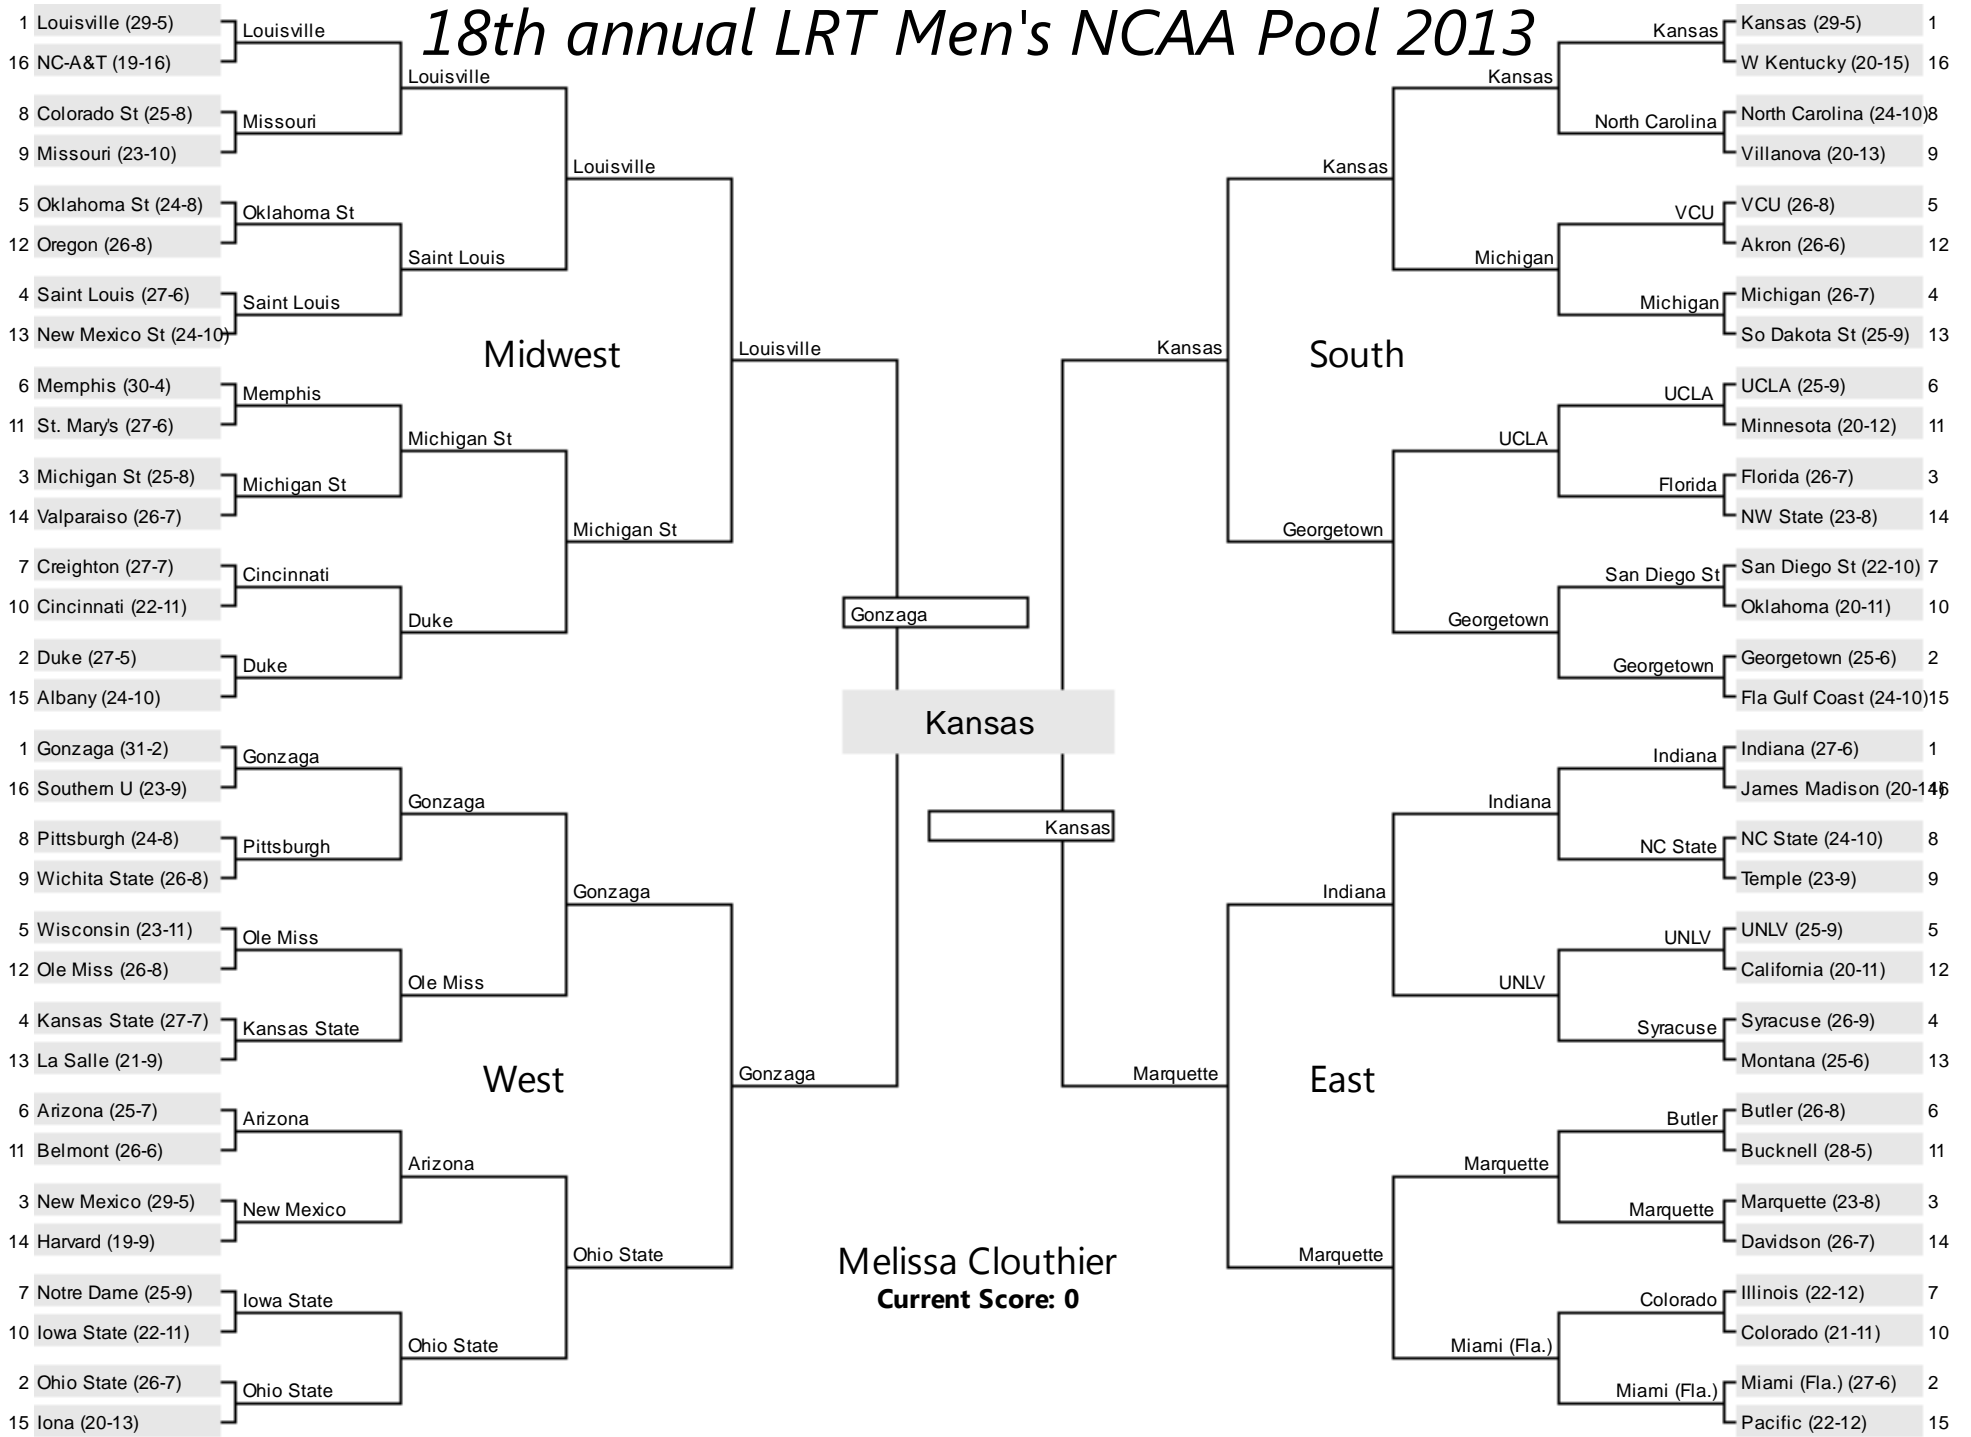 18th annual LRT Men's NCAA Pool 2013
1 Louisville (29-5)
16 NC-A&T (19-16)
8 Colorado St (25-8)
9 Missouri (23-10)
5 Oklahoma St (24-8)
12 Oregon (26-8)
4 Saint Louis (27-6)
13 New Mexico St (24-10)
6 Memphis (30-4)
11 St. Mary's (27-6)
3 Michigan St (25-8)
14 Valparaiso (26-7)
7 Creighton (27-7)
10 Cincinnati (22-11)
2 Duke (27-5)
15 Albany (24-10)
Louisville
Missouri
Oklahoma St
Saint Louis
Memphis
Michigan St
Cincinnati
Duke
Louisville
Saint Louis
Michigan St
Duke
Louisville
Michigan St
Midwest
Louisville
1 Gonzaga (31-2)
16 Southern U (23-9)
8 Pittsburgh (24-8)
9 Wichita State (26-8)
5 Wisconsin (23-11)
12 Ole Miss (26-8)
4 Kansas State (27-7)
13 La Salle (21-9)
6 Arizona (25-7)
11 Belmont (26-6)
3 New Mexico (29-5)
14 Harvard (19-9)
7 Notre Dame (25-9)
10 Iowa State (22-11)
2 Ohio State (26-7)
15 Iona (20-13)
Gonzaga
Pittsburgh
Ole Miss
Kansas State
Arizona
New Mexico
Iowa State
Ohio State
Gonzaga
Ole Miss
Arizona
Ohio State
Gonzaga
Ohio State
West
Gonzaga
Gonzaga
Kansas
Kansas
Melissa Clouthier
Current Score: 0
Kansas
South
Kansas
Georgetown
Kansas
Michigan
UCLA
Georgetown
Kansas
North Carolina
VCU
Michigan
UCLA
Florida
San Diego St
Georgetown
Kansas (29-5) 1
W Kentucky (20-15) 16
North Carolina (24-10) 8
Villanova (20-13) 9
VCU (26-8) 5
Akron (26-6) 12
Michigan (26-7) 4
So Dakota St (25-9) 13
UCLA (25-9) 6
Minnesota (20-12) 11
Florida (26-7) 3
NW State (23-8) 14
San Diego St (22-10) 7
Oklahoma (20-11) 10
Georgetown (25-6) 2
Fla Gulf Coast (24-10) 15
Marquette
East
Indiana
Marquette
Indiana
UNLV
Marquette
Miami (Fla.)
Indiana
NC State
UNLV
Syracuse
Butler
Marquette
Colorado
Miami (Fla.)
Indiana (27-6) 1
James Madison (20-14) 16
NC State (24-10) 8
Temple (23-9) 9
UNLV (25-9) 5
California (20-11) 12
Syracuse (26-9) 4
Montana (25-6) 13
Butler (26-8) 6
Bucknell (28-5) 11
Marquette (23-8) 3
Davidson (26-7) 14
Illinois (22-12) 7
Colorado (21-11) 10
Miami (Fla.) (27-6) 2
Pacific (22-12) 15